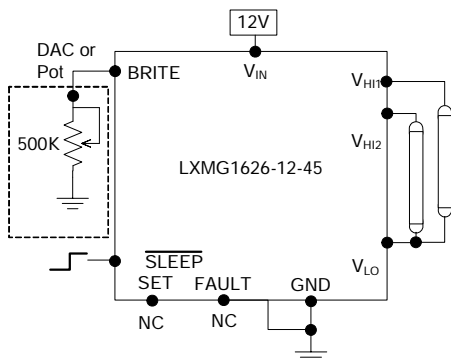 12V
DAC or
Pot
BRITE
VIN
VHI1
500K
VHI2
LXMG1626-12-45
SLEEP
VLO
SET
FAULT
GND
NC
NC